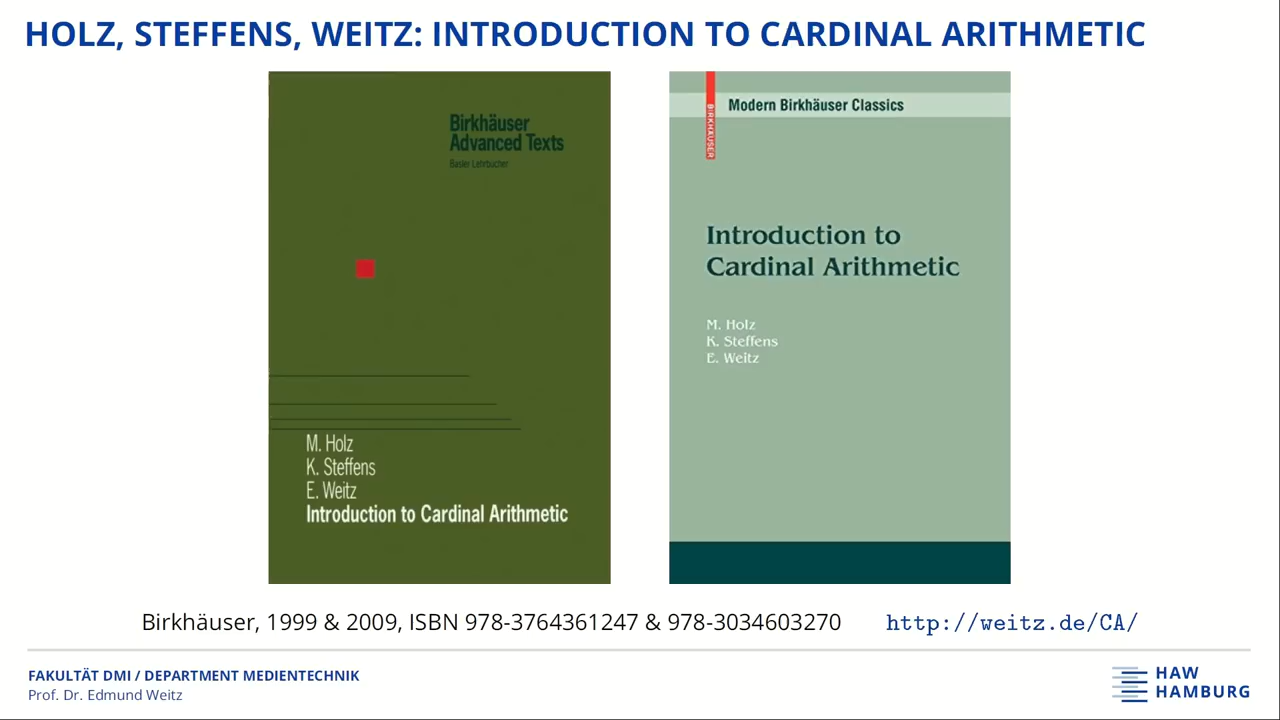 HOLZ, STEFFENS, WEITZ: INTRODUCTION TO CARDINAL ARITHMETIC
Birkhäuser
Advanced Texts
Basler Lehrbücher
M. Holz
K. Steffens
E. Weitz
Introduction to Cardinal Arithmetic
BIRKHÄUSER
Modern Birkhäuser Classics
Introduction to
Cardinal Arithmetic
M. Holz
K. Steffens
E. Weitz
Birkhäuser, 1999 & 2009, ISBN 978-3764361247 & 978-3034603270 http://weitz.de/CA/
FAKULTÄT DMI / DEPARTMENT MEDIENTECHNIK
Prof. Dr. Edmund Weitz
HAW
HAMBURG